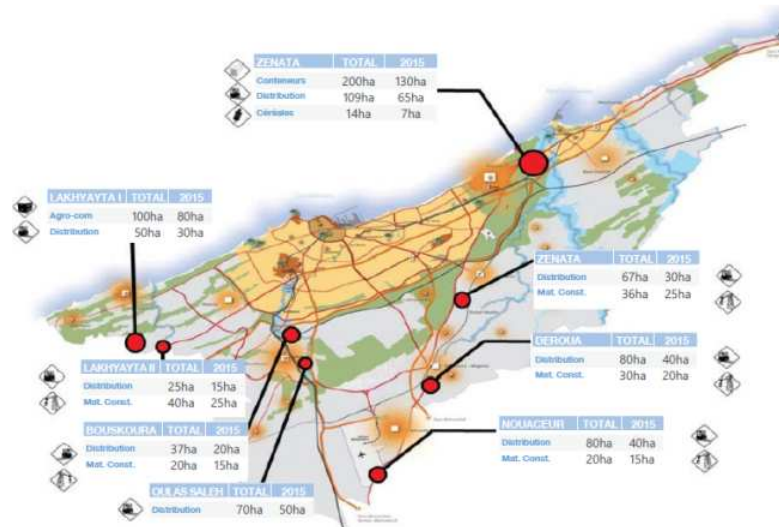 ZENATA TOTAL 2015
Conteneurs 200ha 130ha
Distribution 109ha 65ha
Céréales 14ha 7ha
LAKHYAYTA I TOTAL 2015
Agro-com 100ha 80ha
Distribution 50ha 30ha
ZENATA TOTAL 2015
Distribution 67ha 30ha
Mat. Const. 36ha 25ha
DEROUA TOTAL 2015
Distribution 80ha 40ha
Mat. Const. 30ha 20ha
LAKHYAYTA II TOTAL 2015
Distribution 25ha 15ha
Mat. Const. 40ha 25ha
BOUSKOURA TOTAL 2015
Distribution 37ha 20ha
Mat. Const. 20ha 15ha
NOUACEUR TOTAL 2015
Distribution 80ha 40ha
Mat. Const. 20ha 15ha
OULAS SALEH TOTAL 2015
Distribution 70ha 50ha